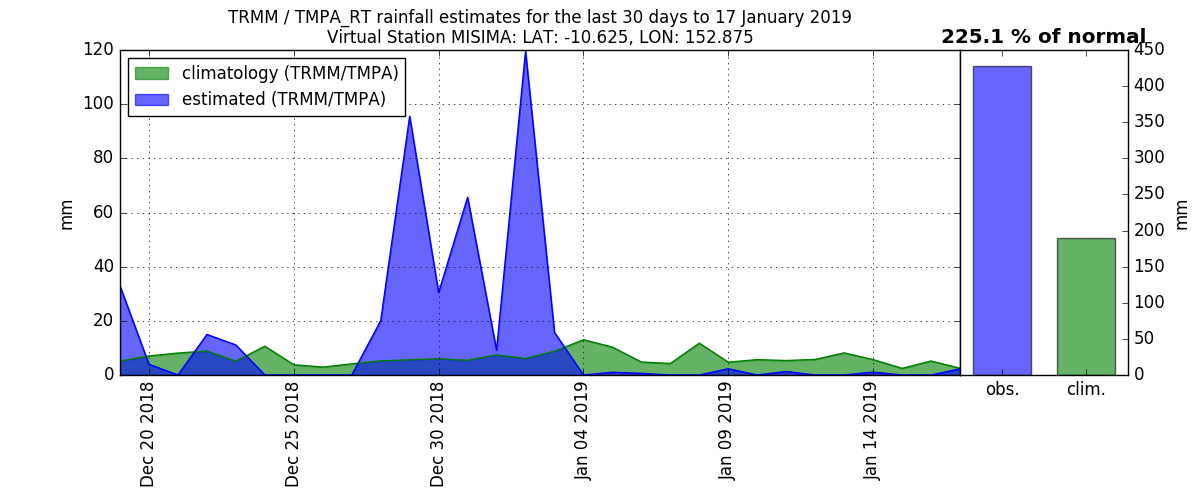 TRMM / TMPA_RT rainfall estimates for the last 30 days to 17 January 2019
Virtual Station MISIMA: LAT: -10.625, LON: 152.875
225.1 % of normal
climatology (TRMM/TMPA)
estimated (TRMM/TMPA)
mm
120
100
80
60
40
20
0
Dec 20 2018
Dec 25 2018
Dec 30 2018
Jan 04 2019
Jan 09 2019
Jan 14 2019
obs.
clim.
450
400
350
300
250
200
150
100
50
0
mm